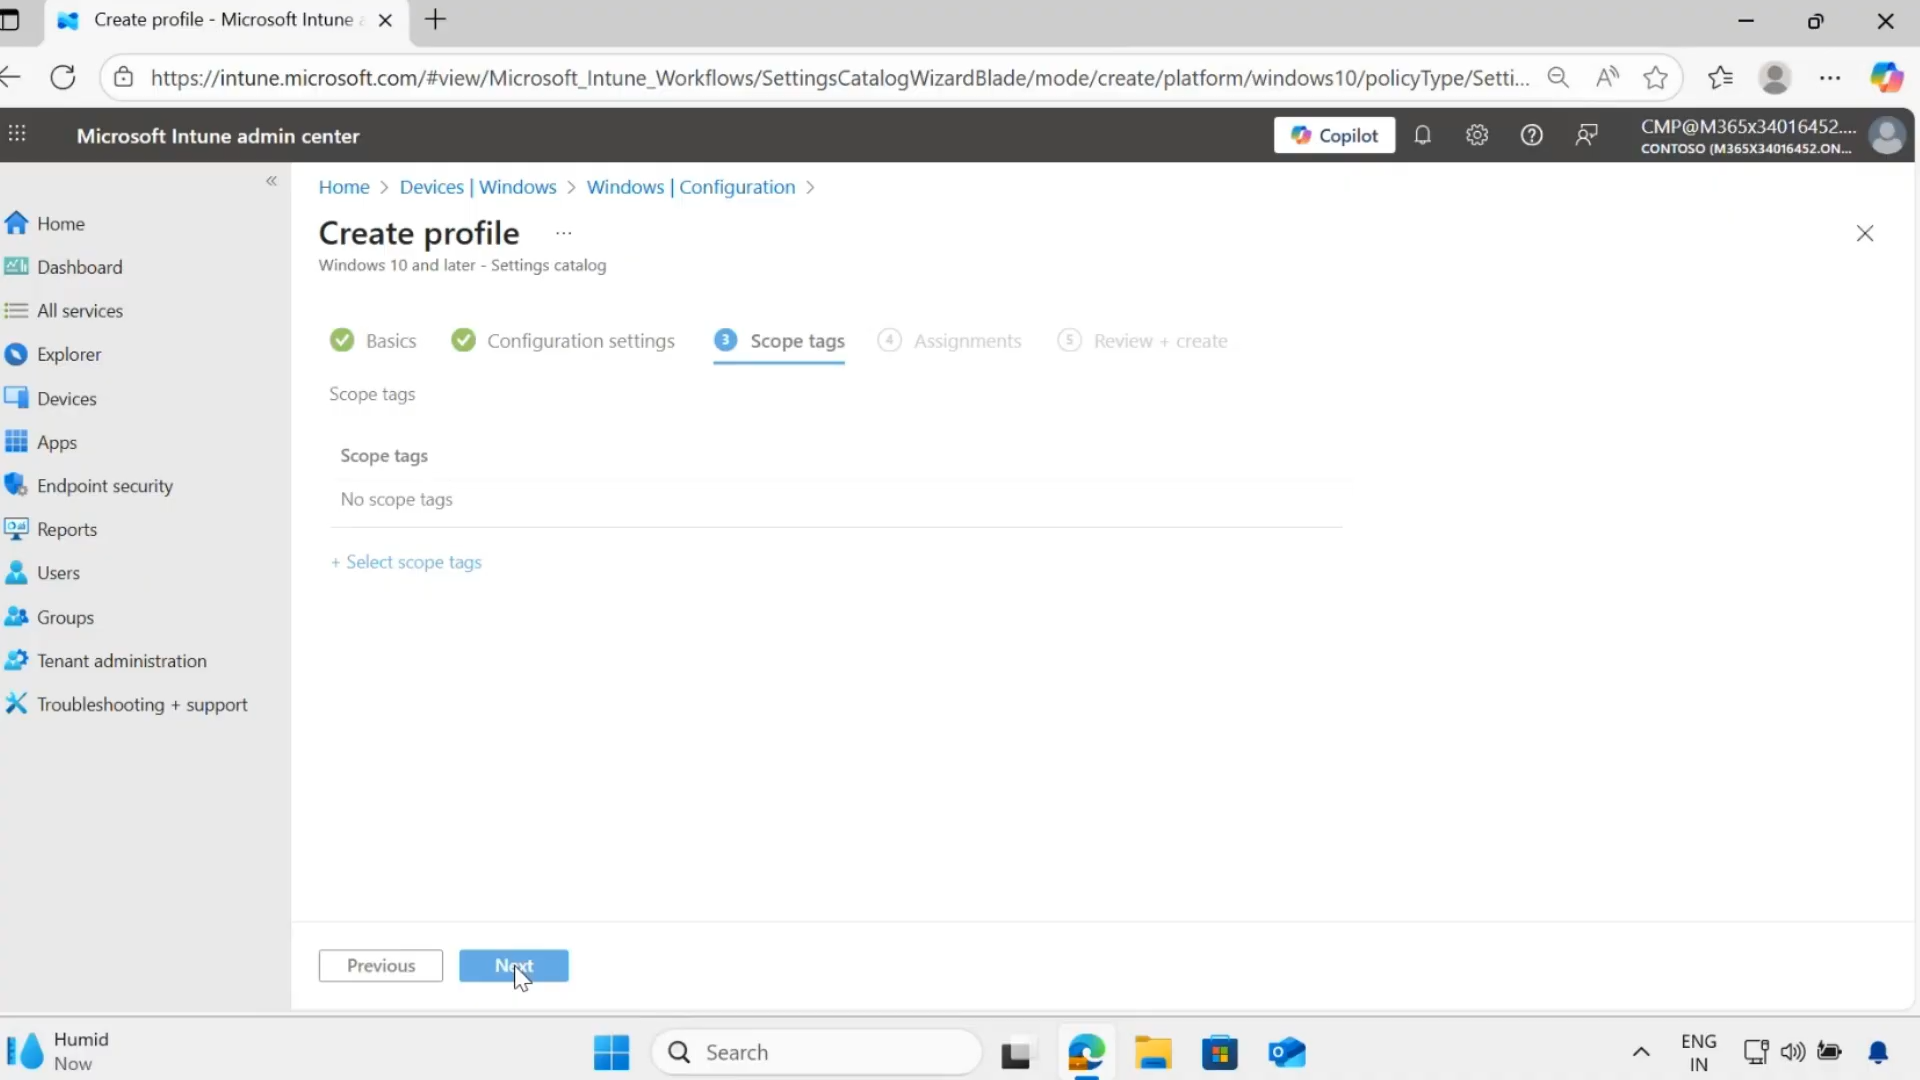 Create profile - Microsoft Intune a
https://intune.microsoft.com/#view/Microsoft_Intune_Workflows/SettingsCatalogWizardBlade/mode/create/platform/windows10/policyType/Setti...
Microsoft Intune admin center
Copilot
CMP@M365x34016452....
CONTOSO (M365X34016452.ON...
Home > Devices | Windows > Windows | Configuration >
Create profile ...
Windows 10 and later - Settings catalog
Home
Dashboard
All services
Explorer
Devices
Apps
Endpoint security
Reports
Users
Groups
Tenant administration
Troubleshooting + support
Basics
Configuration settings
3 Scope tags
4 Assignments
5 Review + create
Scope tags
Scope tags
No scope tags
+ Select scope tags
Previous
Next
Humid
Now
Search
ENG
IN